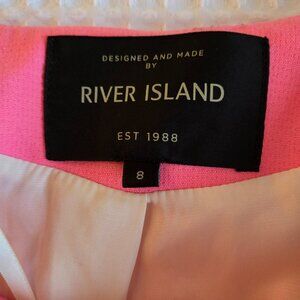 DESIGNED AND MADE
BY
RIVER ISLAND
EST 1988
8